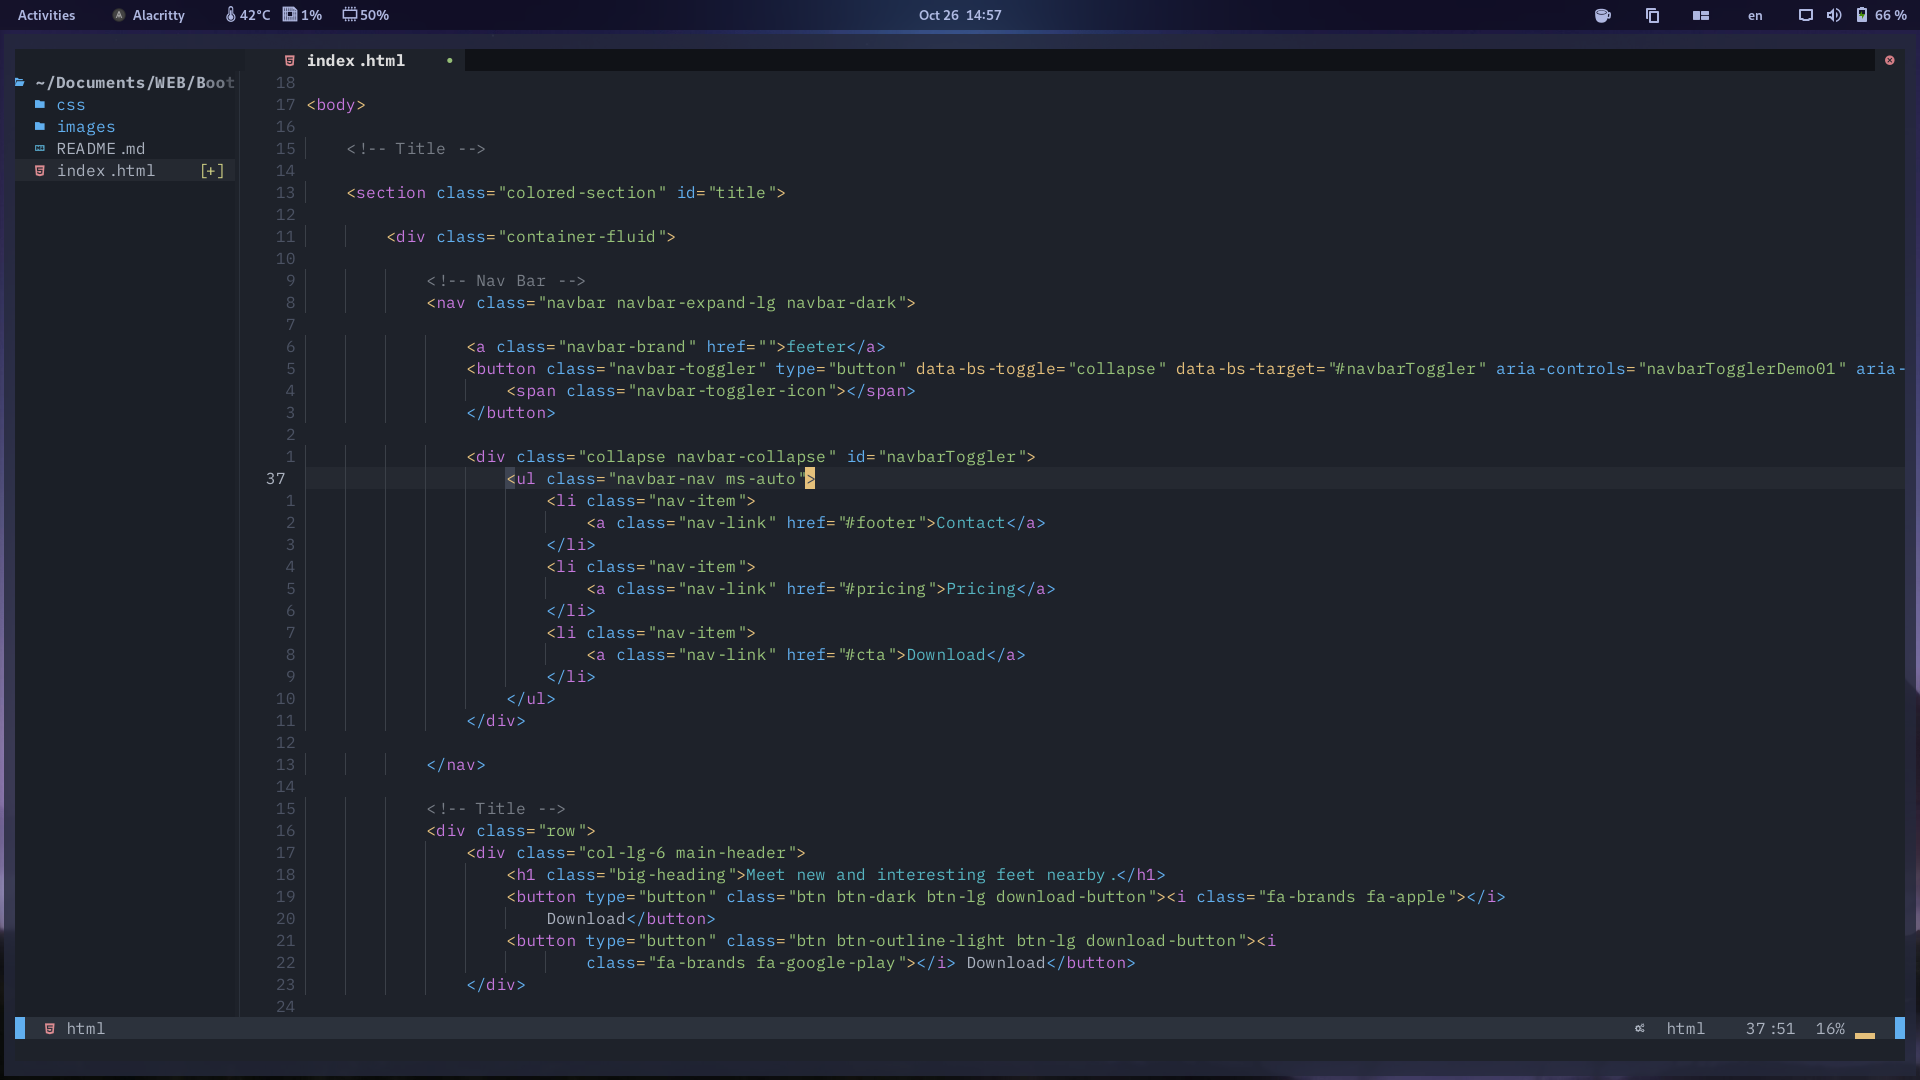 Activities Alacritty 42°C 1% 50% Oct 26 14:57 en 66 %
index.html
~/Documents/WEB/Boot
css
images
README.md
index.html [+]
18
17 <body>
16
15 <!-- Title -->
14
13 <section class="colored-section" id="title">
12
11 <div class="container-fluid">
10
9 <!-- Nav Bar -->
8 <nav class="navbar navbar-expand-lg navbar-dark">
7
6 <a class="navbar-brand" href="">feeter</a>
5 <button class="navbar-toggler" type="button" data-bs-toggle="collapse" data-bs-target="#navbarToggler" aria-controls="navbarTogglerDemo01" aria-
4 <span class="navbar-toggler-icon"></span>
3 </button>
2
1 <div class="collapse navbar-collapse" id="navbarToggler">
37 <ul class="navbar-nav ms-auto">
1 <li class="nav-item">
2 <a class="nav-link" href="#footer">Contact</a>
3 </li>
4 <li class="nav-item">
5 <a class="nav-link" href="#pricing">Pricing</a>
6 </li>
7 <li class="nav-item">
8 <a class="nav-link" href="#cta">Download</a>
9 </li>
10 </ul>
11 </div>
12
13 </nav>
14
15 <!-- Title -->
16 <div class="row">
17 <div class="col-lg-6 main-header">
18 <h1 class="big-heading">Meet new and interesting feet nearby.</h1>
19 <button type="button" class="btn btn-dark btn-lg download-button"><i class="fa-brands fa-apple"></i>
20 Download</button>
21 <button type="button" class="btn btn-outline-light btn-lg download-button"><i
22 class="fa-brands fa-google-play"></i> Download</button>
23 </div>
24
html html 37:51 16%